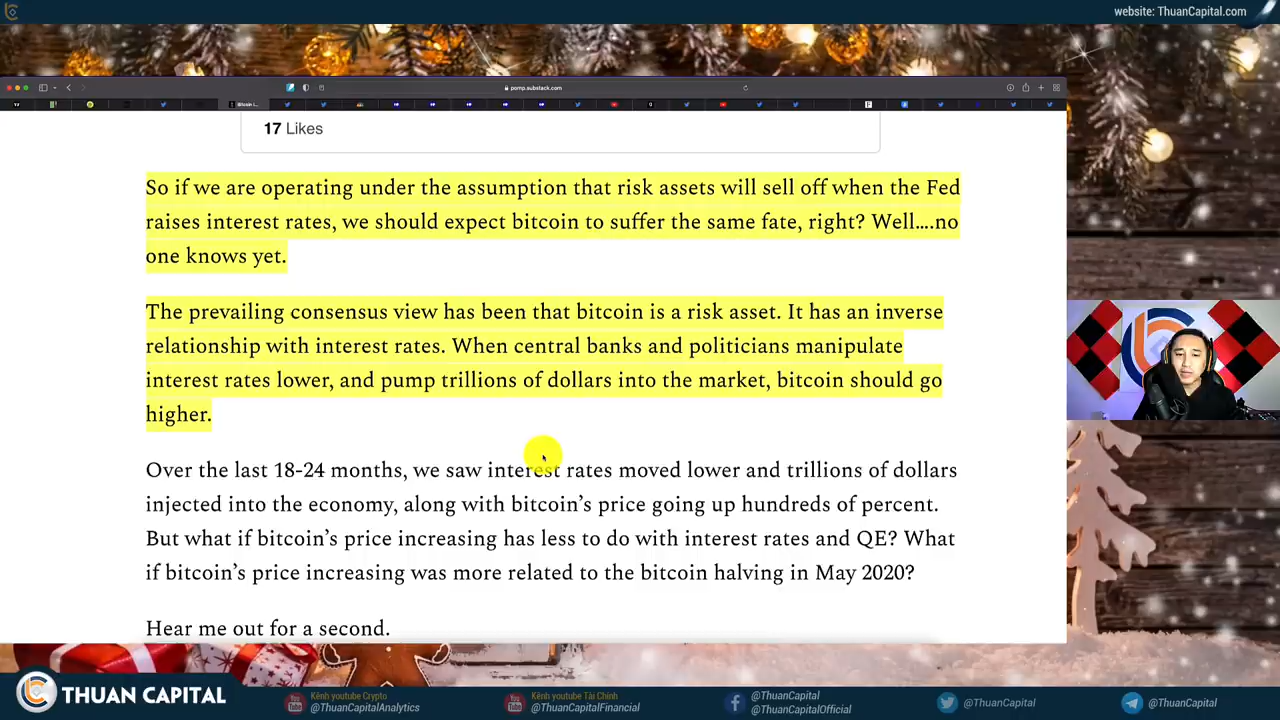 website: ThuanCapital.com
pomp.substack.com
17 Likes
So if we are operating under the assumption that risk assets will sell off when the Fed
raises interest rates, we should expect bitcoin to suffer the same fate, right? Well....no
one knows yet.
The prevailing consensus view has been that bitcoin is a risk asset. It has an inverse
relationship with interest rates. When central banks and politicians manipulate
interest rates lower, and pump trillions of dollars into the market, bitcoin should go
higher.
Over the last 18-24 months, we saw interest rates moved lower and trillions of dollars
injected into the economy, along with bitcoin’s price going up hundreds of percent.
But what if bitcoin’s price increasing has less to do with interest rates and QE? What
if bitcoin’s price increasing was more related to the bitcoin halving in May 2020?
Hear me out for a second.
THUAN CAPITAL
Kênh youtube Crypto
@ThuanCapitalAnalytics
Kênh youtube Tài Chính
@ThuanCapitalFinancial
@ThuanCapital
@ThuanCapitalOfficial
@ThuanCapital
@ThuanCapital